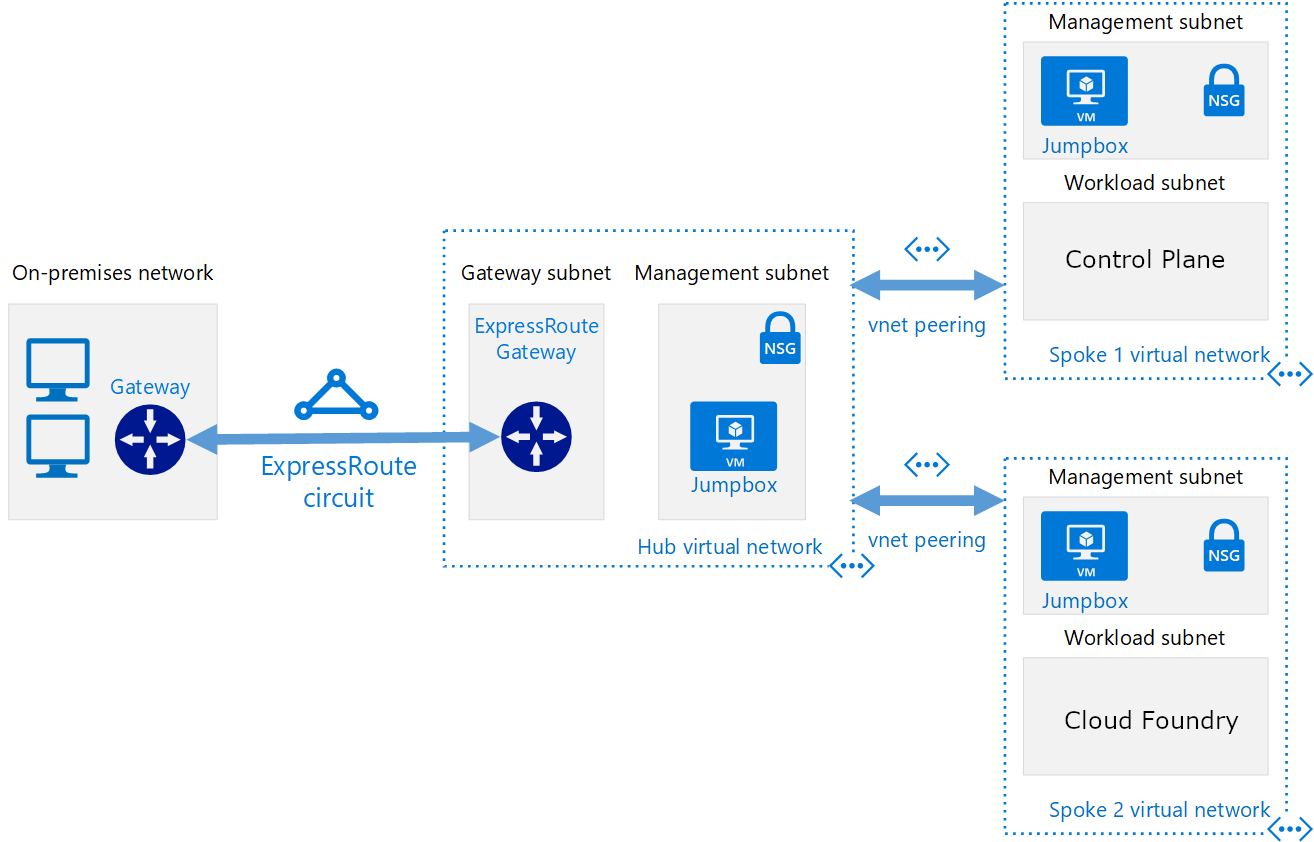 On-premises network
Gateway
ExpressRoute
circuit
Gateway subnet
ExpressRoute
Gateway
Management subnet
NSG
VM
Jumpbox
Hub virtual network
vnet peering
vnet peering
Management subnet
VM
NSG
Jumpbox
Workload subnet
Control Plane
Spoke 1 virtual network
Management subnet
VM
NSG
Jumpbox
Workload subnet
Cloud Foundry
Spoke 2 virtual network